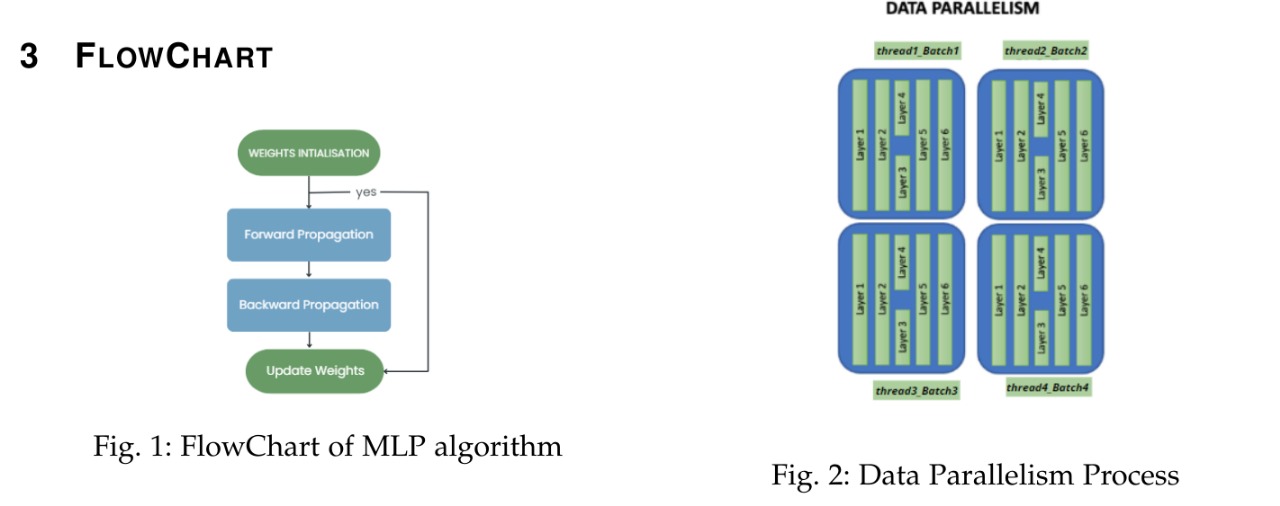 3 FLOWCHART
WEIGHTS INTIALISATION
yes
Forward Propagation
Backward Propagation
Update Weights
Fig. 1: FlowChart of MLP algorithm
DATA PARALLELISM
thread1_Batch1
thread2_Batch2
Layer 1
Layer 2
Layer 3
Layer 4
Layer 5
Layer 6
Layer 1
Layer 2
Layer 3
Layer 4
Layer 5
Layer 6
Layer 1
Layer 2
Layer 3
Layer 4
Layer 5
Layer 6
Layer 1
Layer 2
Layer 3
Layer 4
Layer 5
Layer 6
thread3_Batch3
thread4_Batch4
Fig. 2: Data Parallelism Process